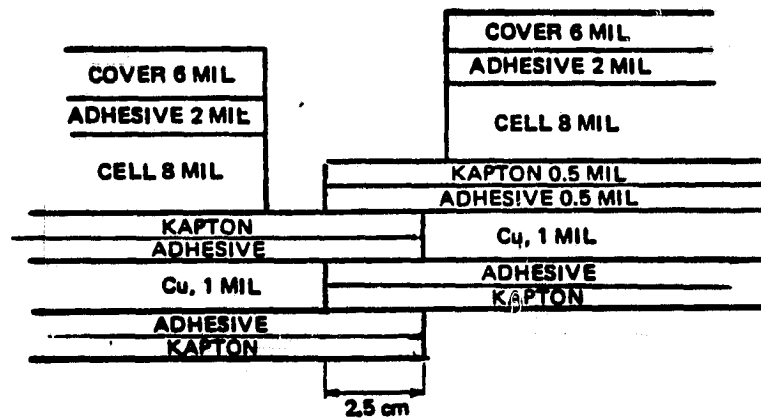 COVER 6 MIL
ADHESIVE 2 MIL
CELL 8 MIL
KAPTON
ADHESIVE
Cu, 1 MIL
ADHESIVE
KAPTON
COVER 6 MIL
ADHESIVE 2 MIL
CELL 8 MIL
KAPTON 0.5 MIL
ADHESIVE 0.5 MIL
Cu, 1 MIL
ADHESIVE
KAPTON
2.5 cm